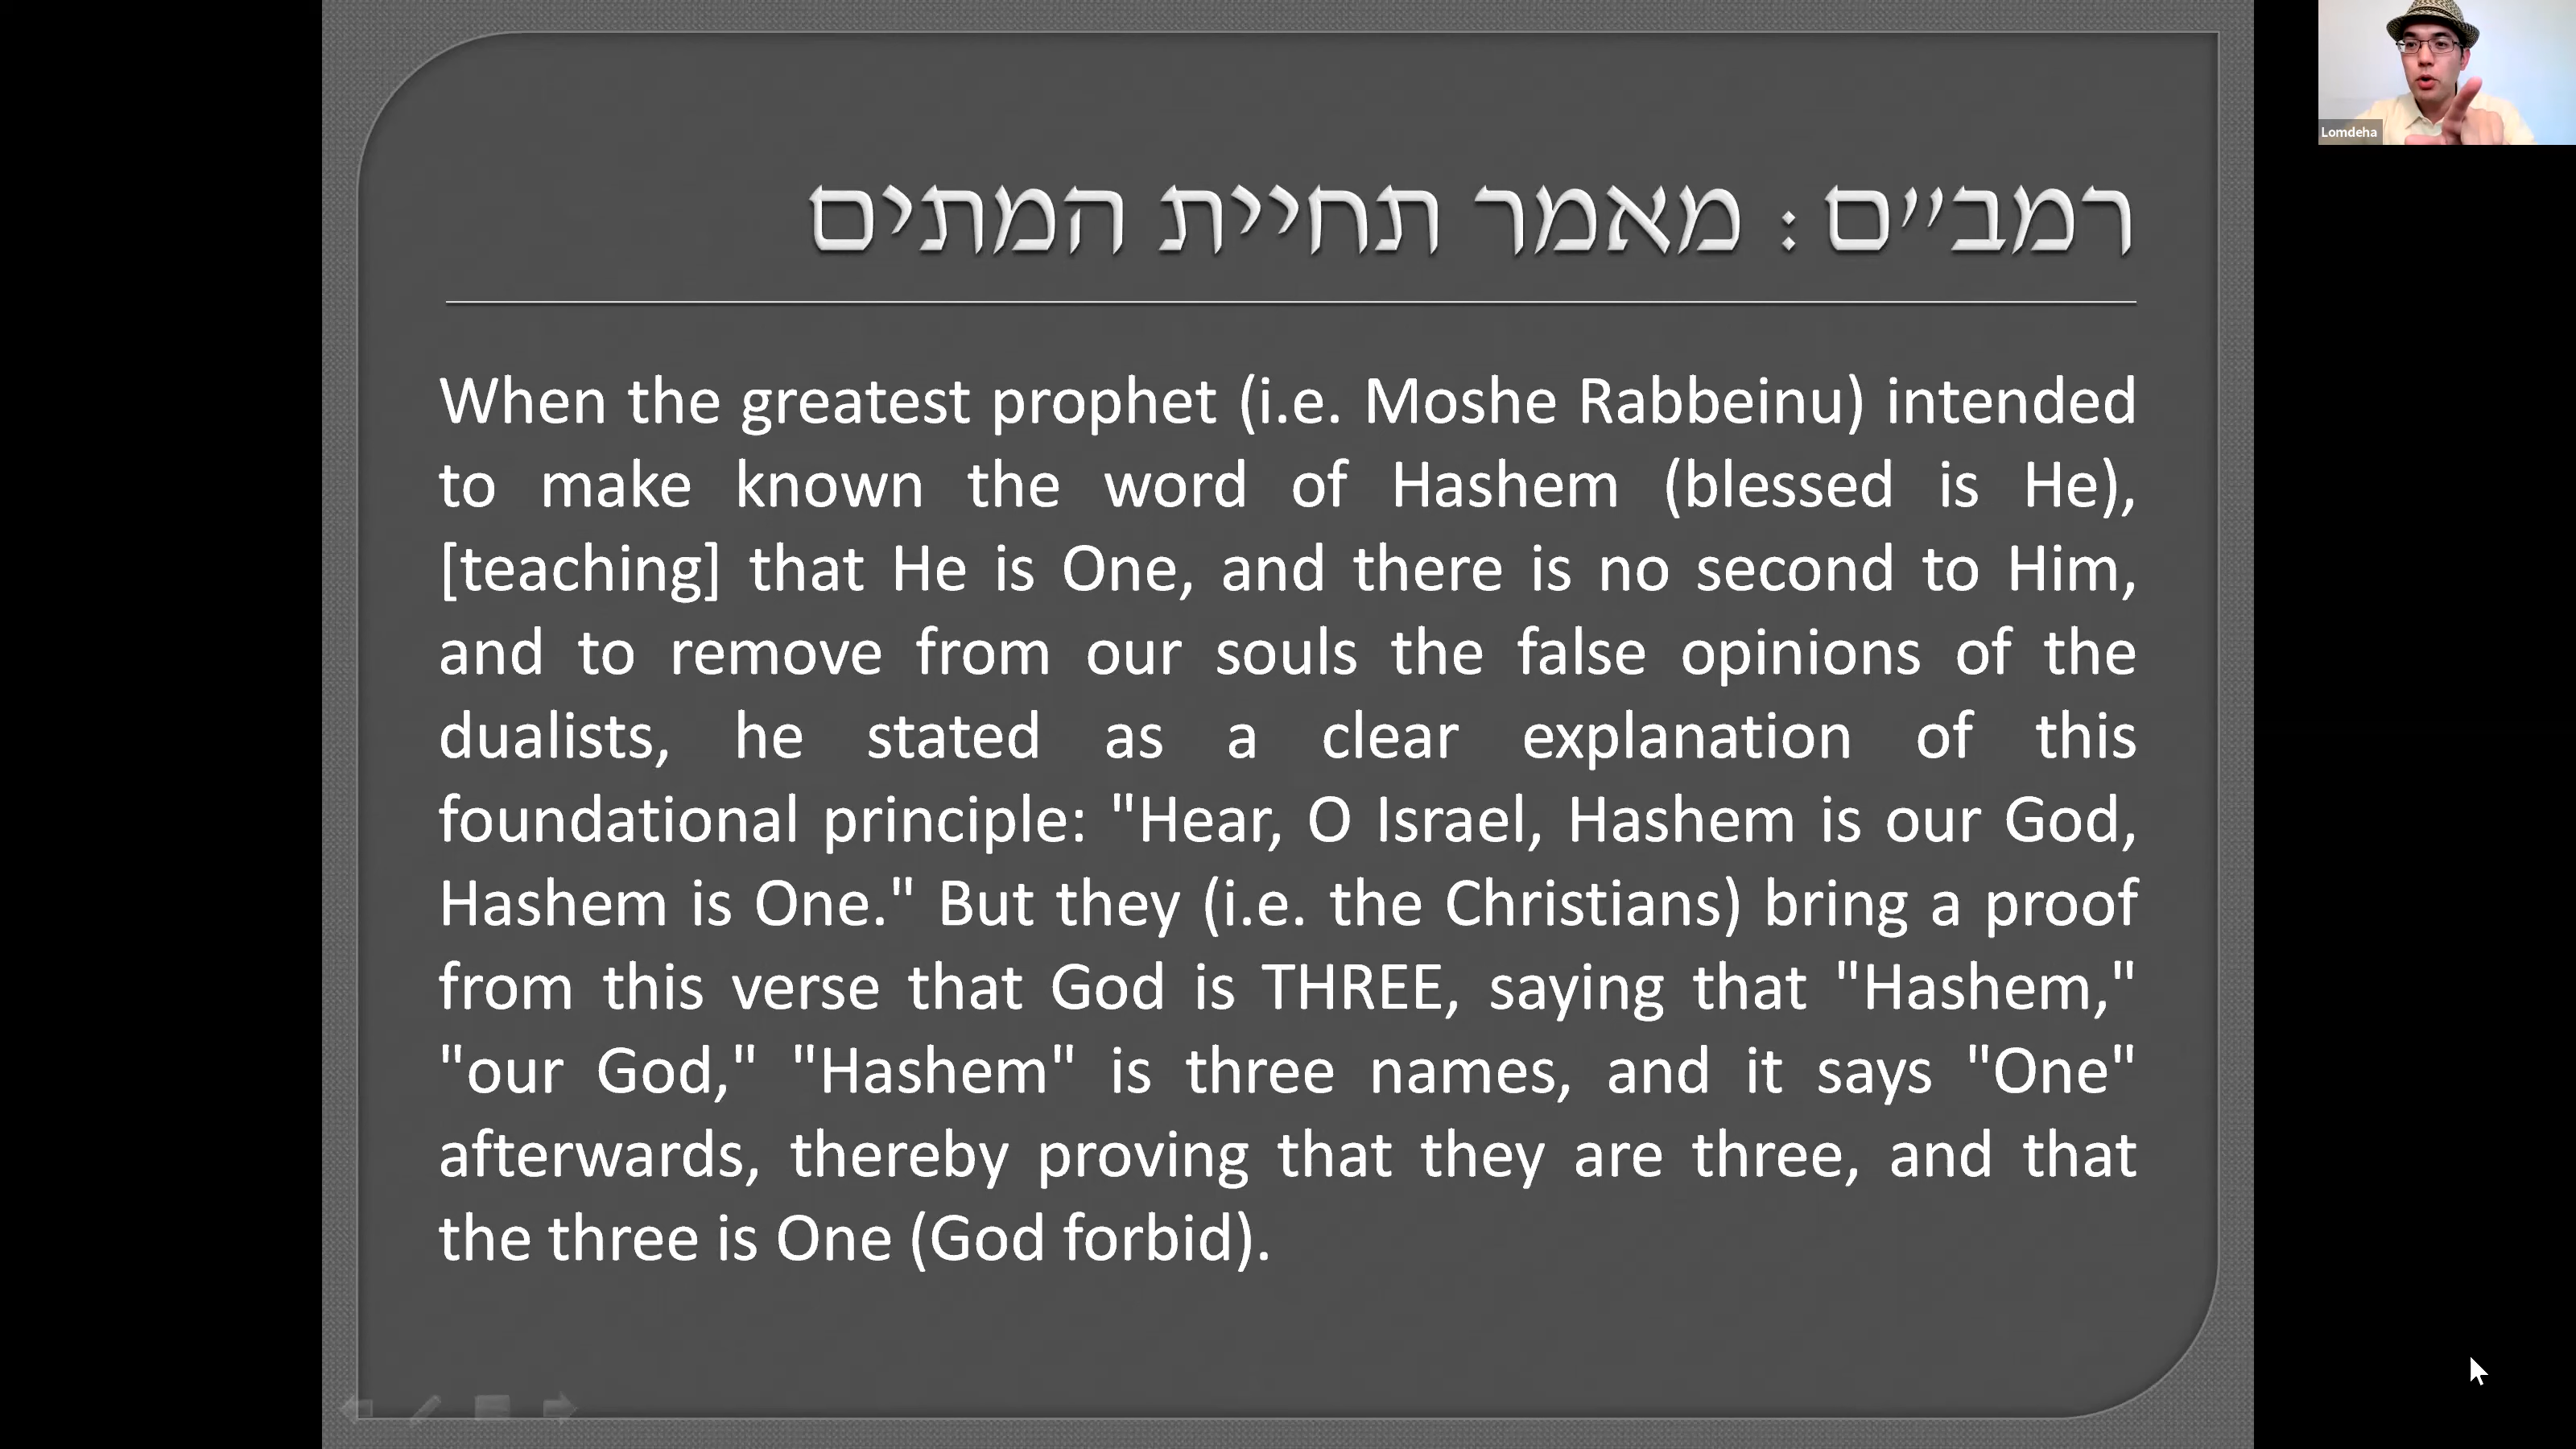 רמב״ם : מאמר תחיית המתים
When the greatest prophet (i.e. Moshe Rabbeinu) intended
to make known the word of Hashem (blessed is He),
[teaching] that He is One, and there is no second to Him,
and to remove from our souls the false opinions of the
dualists, he stated as a clear explanation of this
foundational principle: "Hear, O Israel, Hashem is our God,
Hashem is One." But they (i.e. the Christians) bring a proof
from this verse that God is THREE, saying that "Hashem,"
"our God," "Hashem" is three names, and it says "One"
afterwards, thereby proving that they are three, and that
the three is One (God forbid).
Lomdeha